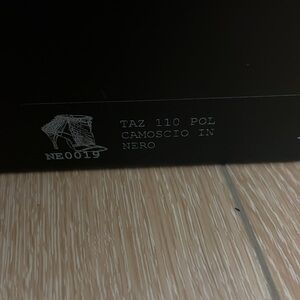 TAZ 110 POL
CAMOSCIO IN
NERO
NE0019